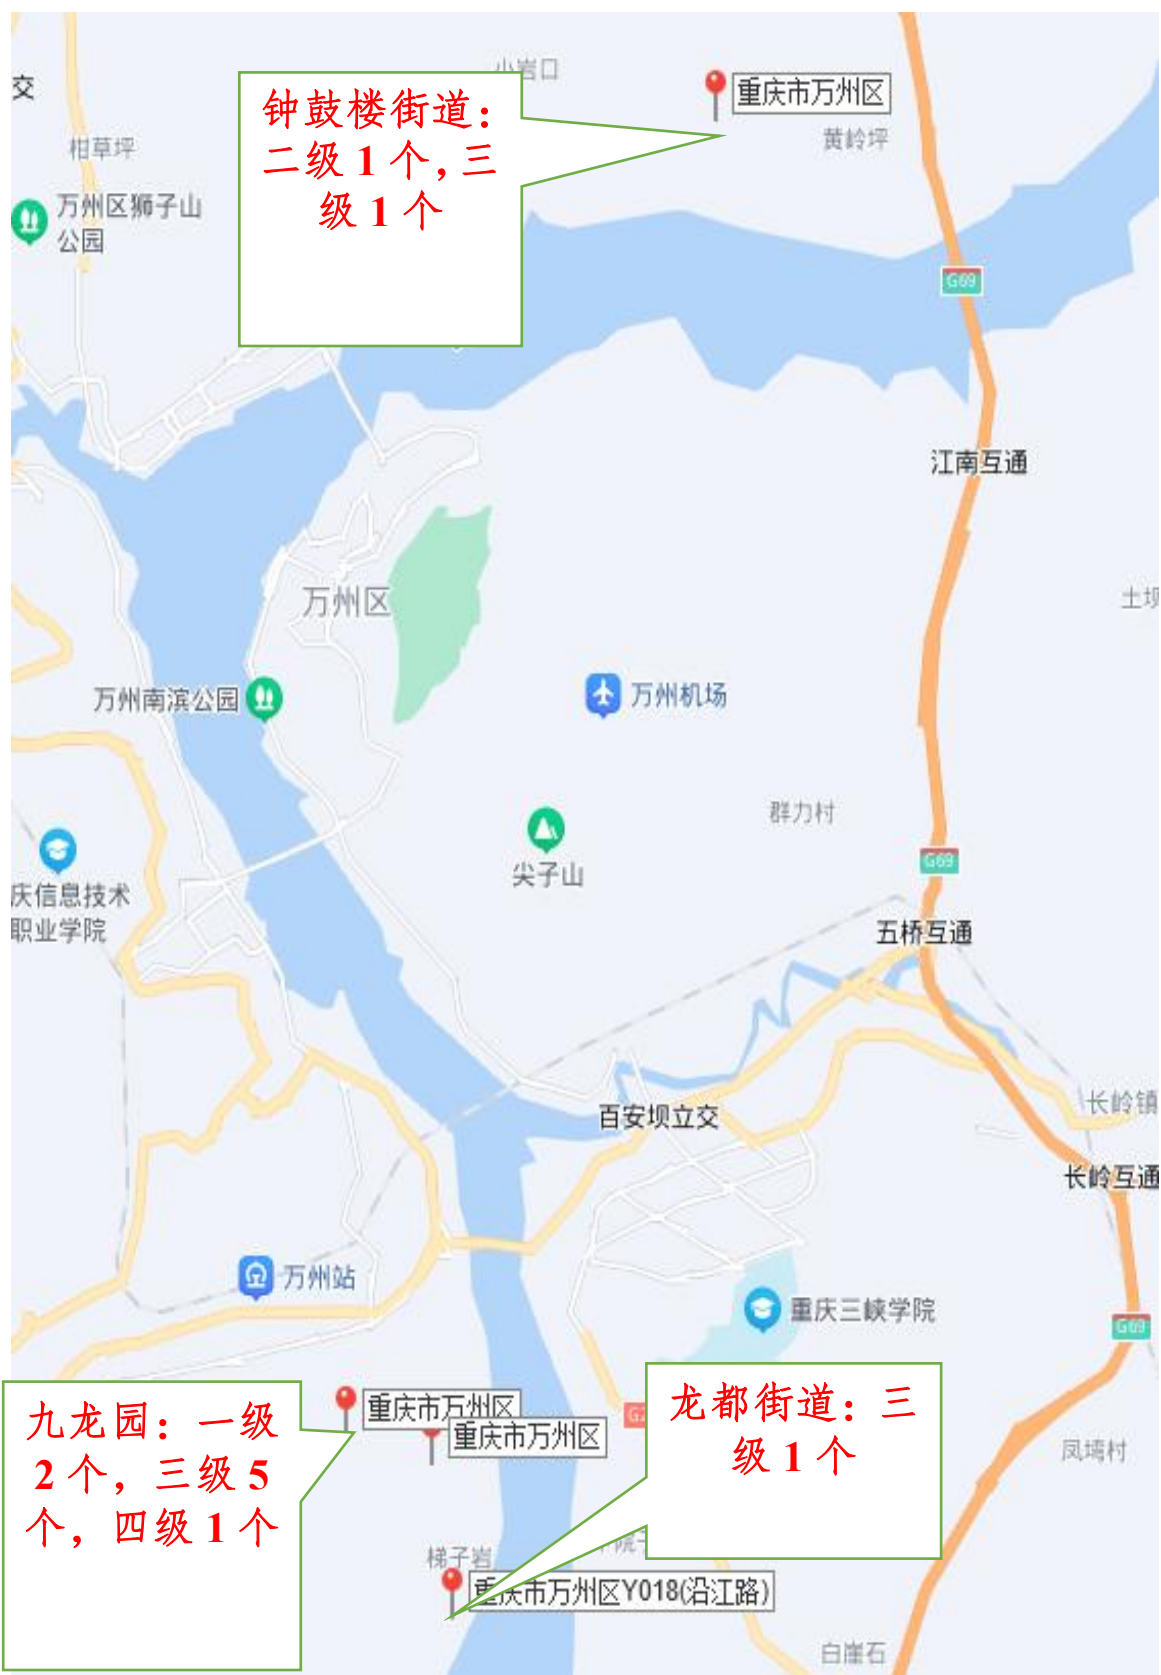 小岩口
交
钟鼓楼街道：
二级 1 个，三
级 1 个
重庆市万州区
黄岭坪
柑草坪
万州区狮子山
公园
G69
江南互通
万州区
土坝
万州南滨公园
万州机场
群力村
尖子山
G69
庆信息技术
职业学院
五桥互通
百安坝立交
长岭镇
长岭互通
万州站
重庆三峡学院
G69
九龙园：一级
2 个，三级 5
个，四级 1 个
重庆市万州区
重庆市万州区
龙都街道：三
级 1 个
凤塆村
梯子岩
重庆市万州区Y018(沿江路)
白崖石